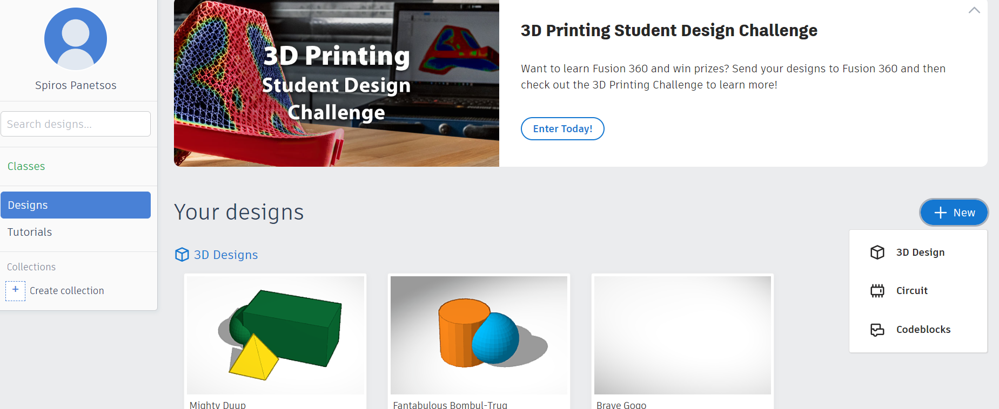 Spiros Panetsos
Search designs...
Classes
Designs
Tutorials
Collections
+ Create collection
3D Printing
Student Design
Challenge
3D Printing Student Design Challenge
Want to learn Fusion 360 and win prizes? Send your designs to Fusion 360 and then
check out the 3D Printing Challenge to learn more!
Enter Today!
Your designs
+ New
3D Design
Circuit
Codeblocks
3D Designs
Mighty Duup
Fantabulous Bombul-Trug
Brave Gogo